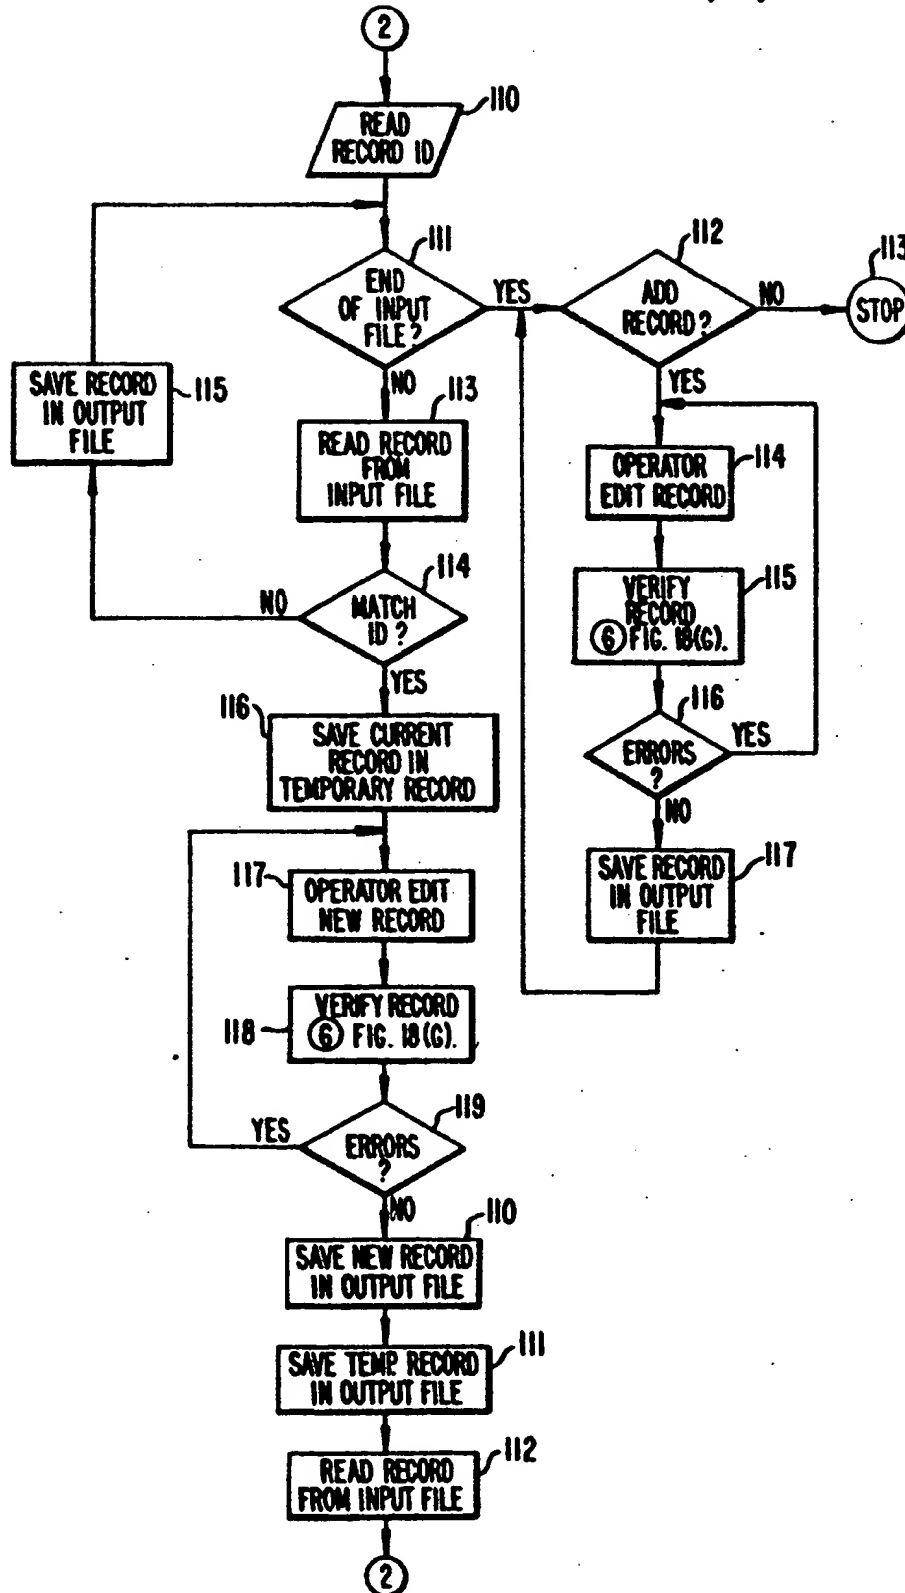 2
110
READ
RECORD ID
111
END
OF INPUT
FILE?
YES
112
ADD
RECORD?
NO
113
STOP
NO
YES
SAVE RECORD
IN OUTPUT
FILE
115
113
READ RECORD
FROM
INPUT FILE
OPERATOR
EDIT RECORD
114
114
MATCH
ID?
NO
YES
VERIFY
RECORD
6 FIG. 18(G).
115
116
SAVE CURRENT
RECORD IN
TEMPORARY RECORD
116
ERRORS
?
YES
NO
117
OPERATOR EDIT
NEW RECORD
SAVE RECORD
IN OUTPUT
FILE
117
118
VERIFY RECORD
6 FIG. 18(G).
119
ERRORS
?
YES
NO
110
SAVE NEW RECORD
IN OUTPUT FILE
111
SAVE TEMP. RECORD
IN OUTPUT FILE
112
READ RECORD
FROM INPUT FILE
2